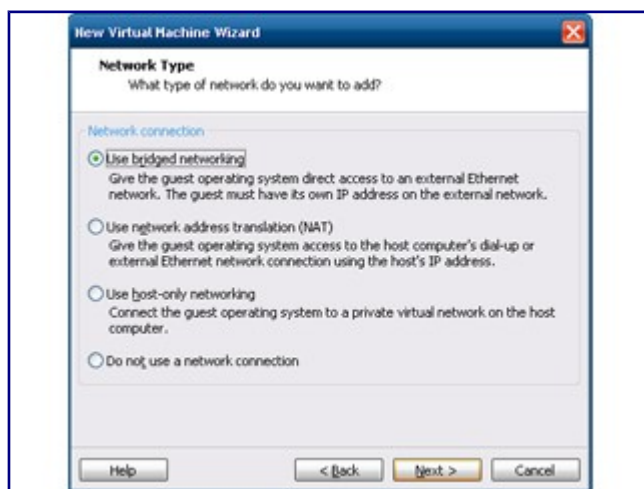 New Virtual Machine Wizard
Network Type
What type of network do you want to add?
Network connection
Use bridged networking
Give the guest operating system direct access to an external Ethernet
network. The guest must have its own IP address on the external network.
Use network address translation (NAT)
Give the guest operating system access to the host computer's dial-up or
external Ethernet network connection using the host's IP address.
Use host-only networking
Connect the guest operating system to a private virtual network on the host
computer.
Do not use a network connection
Help
< Back
Next >
Cancel